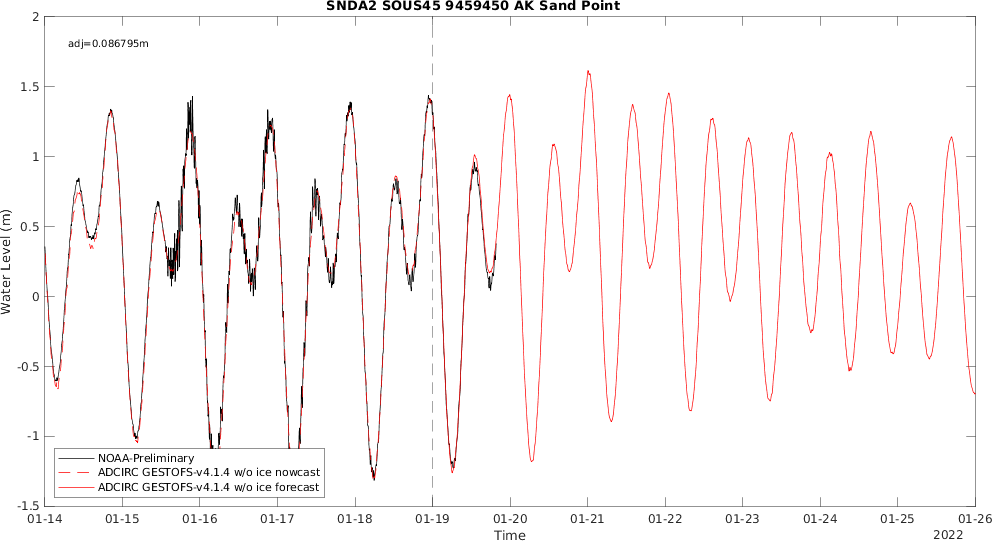 SNDA2 SOUS45 9459450 AK Sand Point
adj=0.086795m
Water Level (m)
2
1.5
1
0.5
0
-0.5
-1
-1.5
NOAA-Preliminary
ADCIRC GESTOFS-v4.1.4 w/o ice nowcast
ADCIRC GESTOFS-v4.1.4 w/o ice forecast
01-14 01-15 01-16 01-17 01-18 01-19 01-20 01-21 01-22 01-23 01-24 01-25 01-26
Time
2022